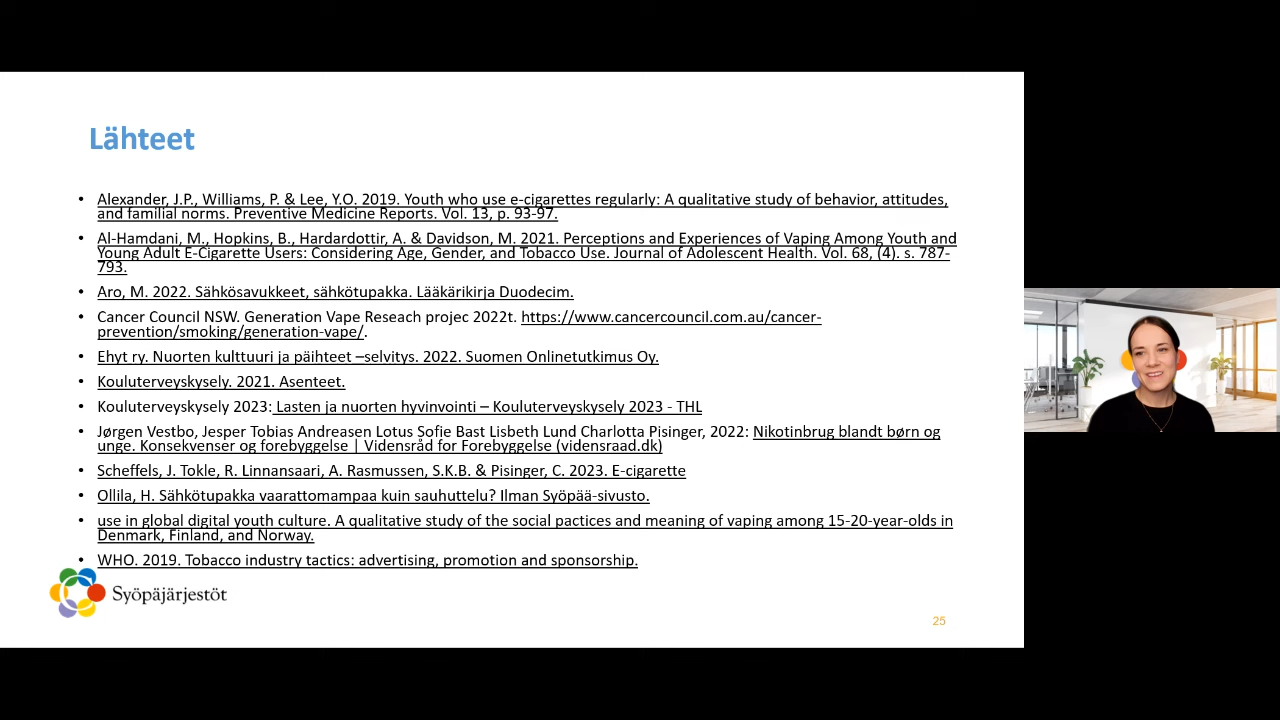 Lähteet
• Alexander, J.P., Williams, P. & Lee, Y.O. 2019. Youth who use e-cigarettes regularly: A qualitative study of behavior, attitudes,
and familial norms. Preventive Medicine Reports. Vol. 13, p. 93-97.
• Al-Hamdani, M., Hopkins, B., Hardardottir, A. & Davidson, M. 2021. Perceptions and Experiences of Vaping Among Youth and
Young Adult E-Cigarette Users: Considering Age, Gender, and Tobacco Use. Journal of Adolescent Health. Vol. 68, (4). s. 787-
793.
• Aro, M. 2022. Sähkösavukkeet, sähkötupakka. Lääkärikirja Duodecim.
• Cancer Council NSW. Generation Vape Reseach projec 2022t. https://www.cancercouncil.com.au/cancer-
prevention/smoking/generation-vape/.
• Ehyt ry. Nuorten kulttuuri ja päihteet –selvitys. 2022. Suomen Onlinetutkimus Oy.
• Kouluterveyskysely. 2021. Asenteet.
• Kouluterveyskysely 2023: Lasten ja nuorten hyvinvointi – Kouluterveyskysely 2023 - THL
• Jørgen Vestbo, Jesper Tobias Andreasen Lotus Sofie Bast Lisbeth Lund Charlotta Pisinger, 2022: Nikotinbrug blandt børn og
unge. Konsekvenser og forebyggelse | Vidensråd for Forebyggelse (vidensraad.dk)
• Scheffels, J. Tokle, R. Linnansaari, A. Rasmussen, S.K.B. & Pisinger, C. 2023. E-cigarette
• Ollila, H. Sähkötupakka vaarattomampaa kuin sauhuttelu? Ilman Syöpää-sivusto.
• use in global digital youth culture. A qualitative study of the social pactices and meaning of vaping among 15-20-year-olds in
Denmark, Finland, and Norway.
• WHO. 2019. Tobacco industry tactics: advertising, promotion and sponsorship.
Syöpäjärjestöt
25